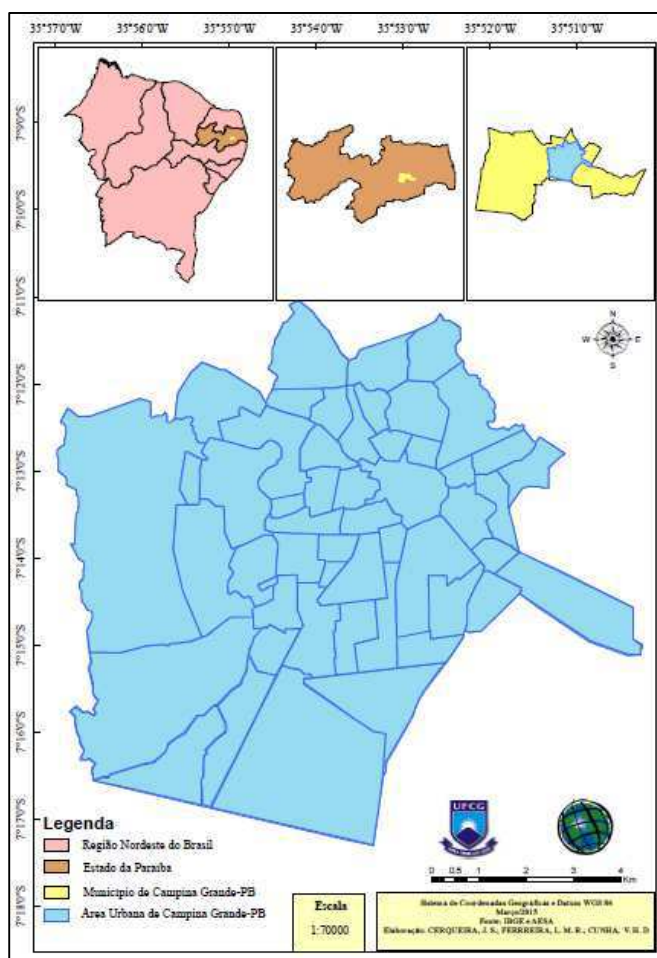 35°57'0"W 35°56'0"W 35°55'0"W 35°54'0"W 35°53'0"W 35°52'0"W 35°51'0"W
7°9'0"S
7°10'0"S
7°11'0"S
7°12'0"S
7°13'0"S
7°14'0"S
7°15'0"S
7°16'0"S
7°17'0"S
7°18'0"S
N
W E
S
Legenda
Região Nordeste do Brasil
Estado da Paraíba
Município de Campina Grande-PB
Área Urbana de Campina Grande-PB
UFCG
0 0,5 1 2 3 4
Km
Escala
1:70000
Sistema de Coordenadas Geográficas e Datum WGS 84
Março/2015
Fonte: IBGE e AESA
Elaboração: CERQUEIRA, J. S.; FERRREIRA, L. M. R.; CUNHA, V. H. D